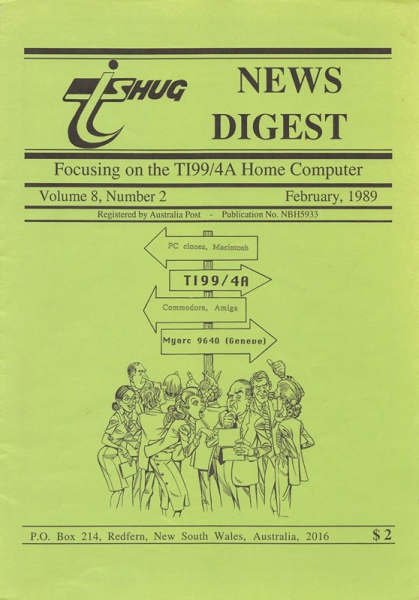 TISHUG
NEWS
DIGEST
Focusing on the TI99/4A Home Computer
Volume 8, Number 2 February, 1989
Registered by Australia Post - Publication No. NBH5933
PC clones, Macintosh
TI99/4A
Commodore, Amiga
Myarc 9640 (Geneve)
P.O. Box 214, Redfern, New South Wales, Australia, 2016 $2